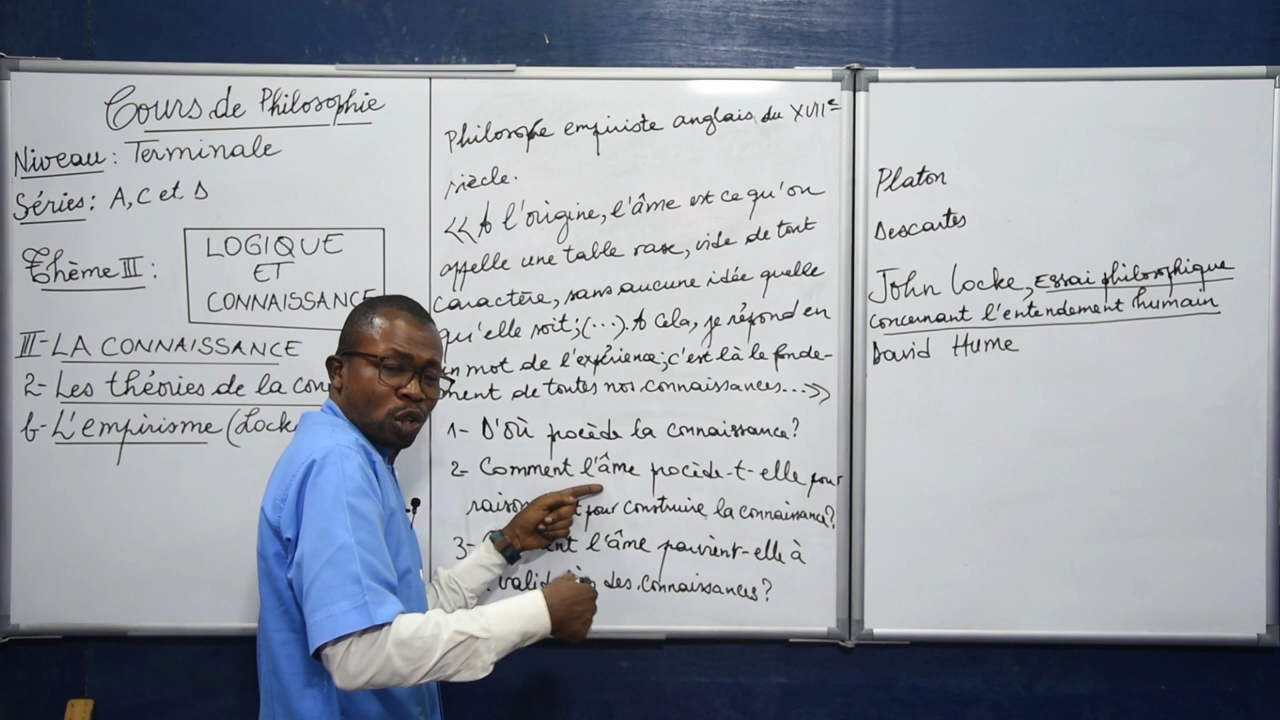 Cours de Philosophie
Niveau : Terminale
Séries : A, C et D
Thème III :
LOGIQUE
ET
CONNAISSANCE
III- LA CONNAISSANCE
2- Les théories de la con
b- L'empirisme (Lock
Philosophe empiriste anglais du XVIIe
siècle.
<< A l'origine, l'âme est ce qu'on
appelle une table rase, vide de tout
caractère, sans aucune idée quelle
qu'elle soit ; (...). A cela, je répond en
un mot de l'expérience ; c'est là le fonde-
ment de toutes nos connaissances... >>
1- D'où procède la connaissance ?
2- Comment l'âme procède-t-elle pour
raison pour construire la connaissance ?
3- nt l'âme parvient-elle à
valid des connaissances ?
Platon
Descartes
John Locke, Essai philosophique
concernant l'entendement humain
David Hume